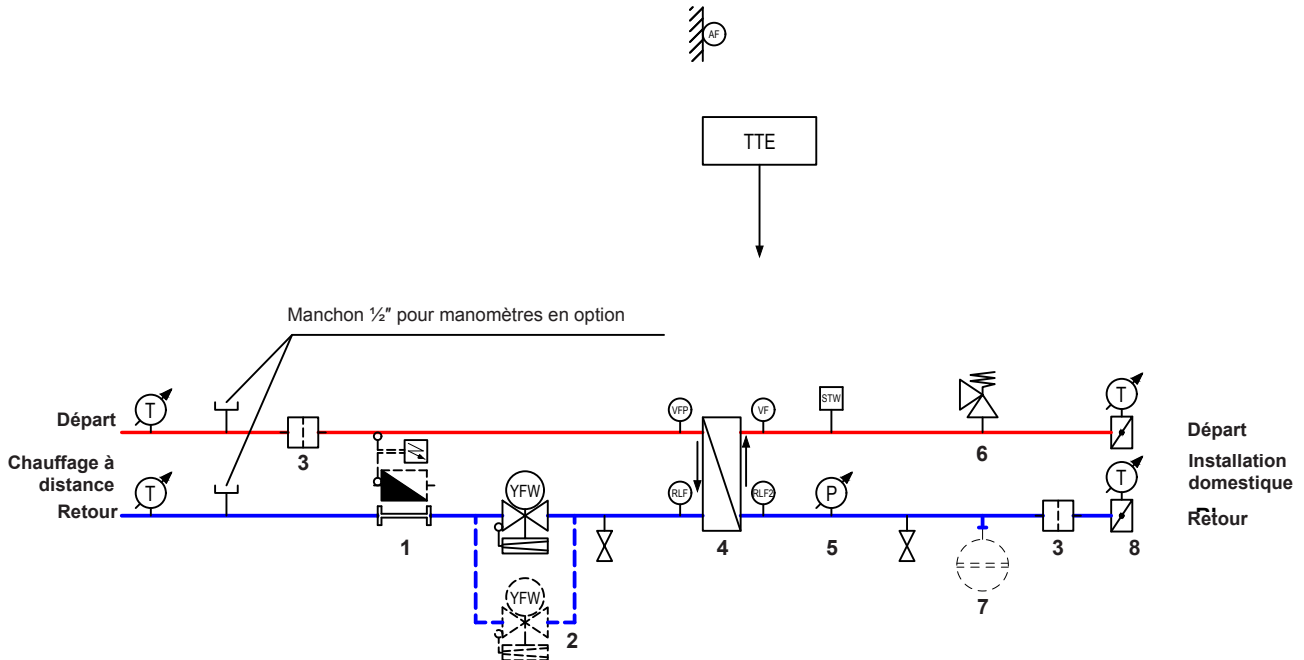 AF
TTE
Manchon ½″ pour manomètres en option
T
Départ
3
VFP
VF
STW
6
T
Départ
Chauffage à
distance
Installation
domestique
T
Retour
1
YFW
RLF
4
RLF2
P
5
3
T
8
Retour
7
YFW
2